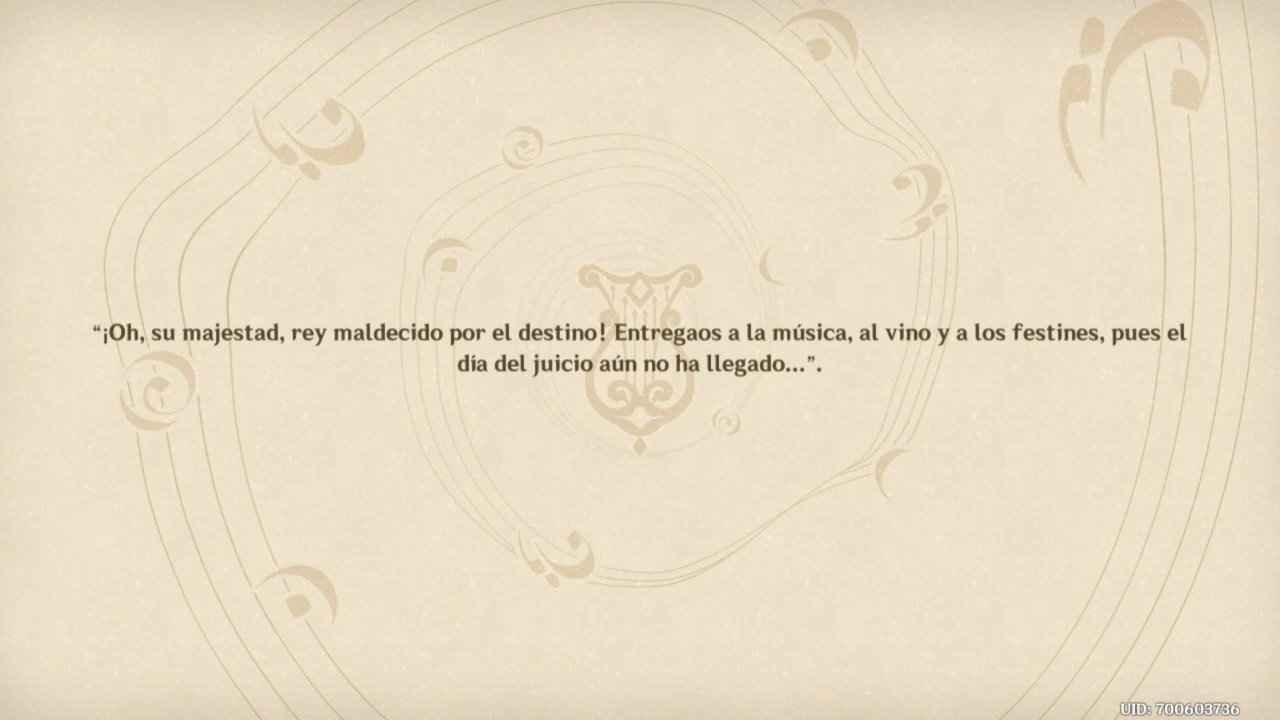 “¡Oh, su majestad, rey maldecido por el destino! Entregaos a la música, al vino y a los festines, pues el
día del juicio aún no ha llegado...”.
UID: 700603736